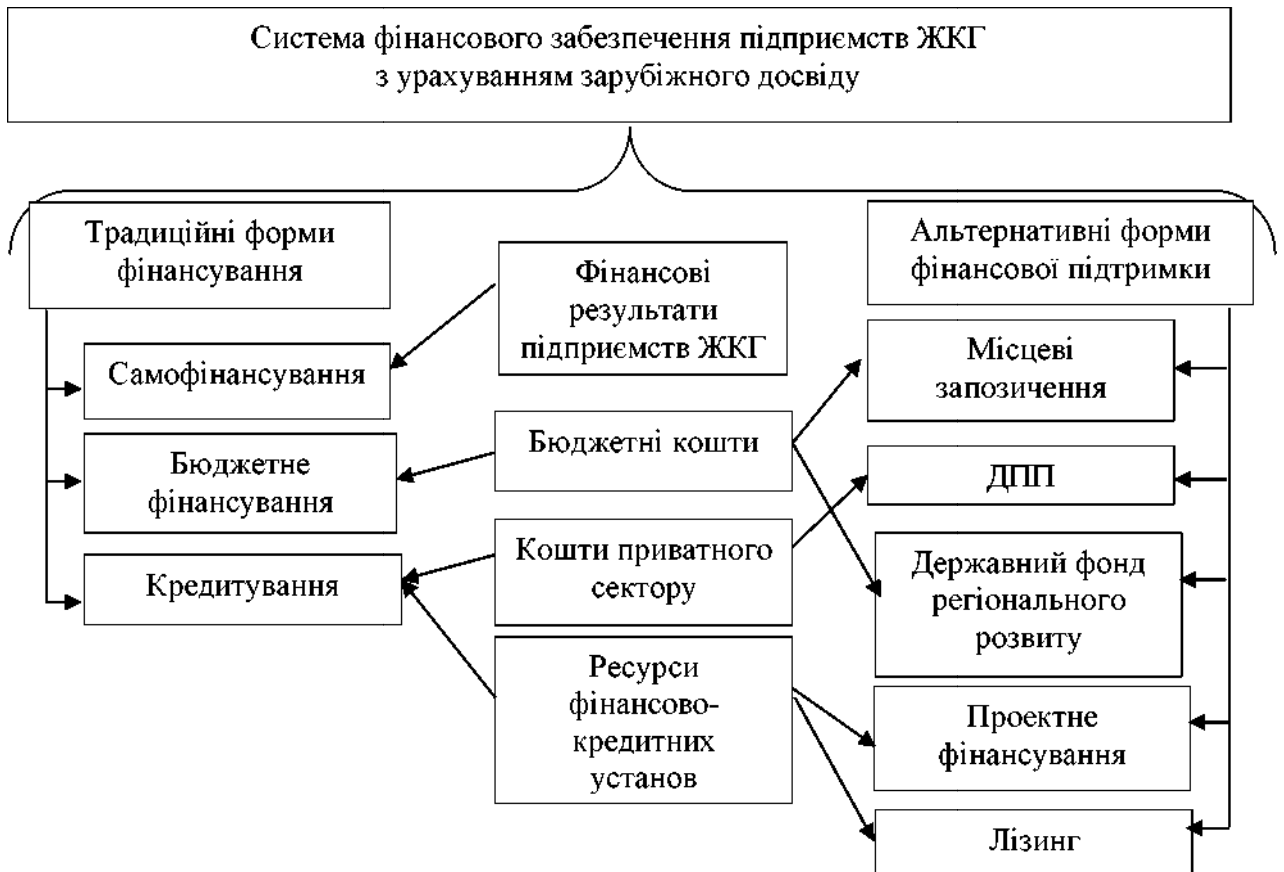 Система фінансового забезпечення підприємств ЖКГ
з урахуванням зарубіжного досвіду
Традиційні форми
фінансування
Самофінансування
Бюджетне
фінансування
Кредитування
Фінансові
результати
підприємств ЖКГ
Бюджетні кошти
Кошти приватного
сектору
Ресурси
фінансово-
кредитних
установ
Альтернативні форми
фінансової підтримки
Місцеві
запозичення
ДПП
Державний фонд
регіонального
розвиту
Проектне
фінансування
Лізинг